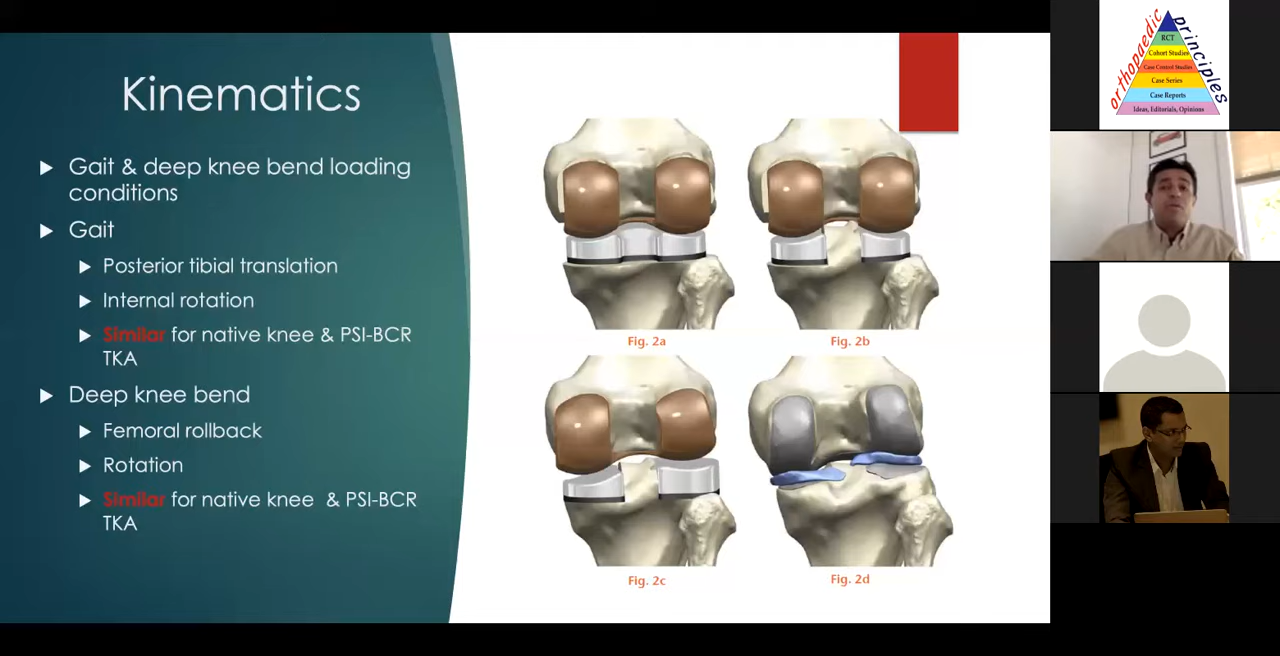 Kinematics
Gait & deep knee bend loading
conditions
Gait
Posterior tibial translation
Internal rotation
Similar for native knee & PSI-BCR
TKA
Deep knee bend
Femoral rollback
Rotation
Similar for native knee & PSI-BCR
TKA
Fig. 2a
Fig. 2b
Fig. 2c
Fig. 2d
orthopaedic
principles
RCT
Cohort Studies
Case Control Studies
Case Series
Case Reports
Ideas, Editorials, Opinions